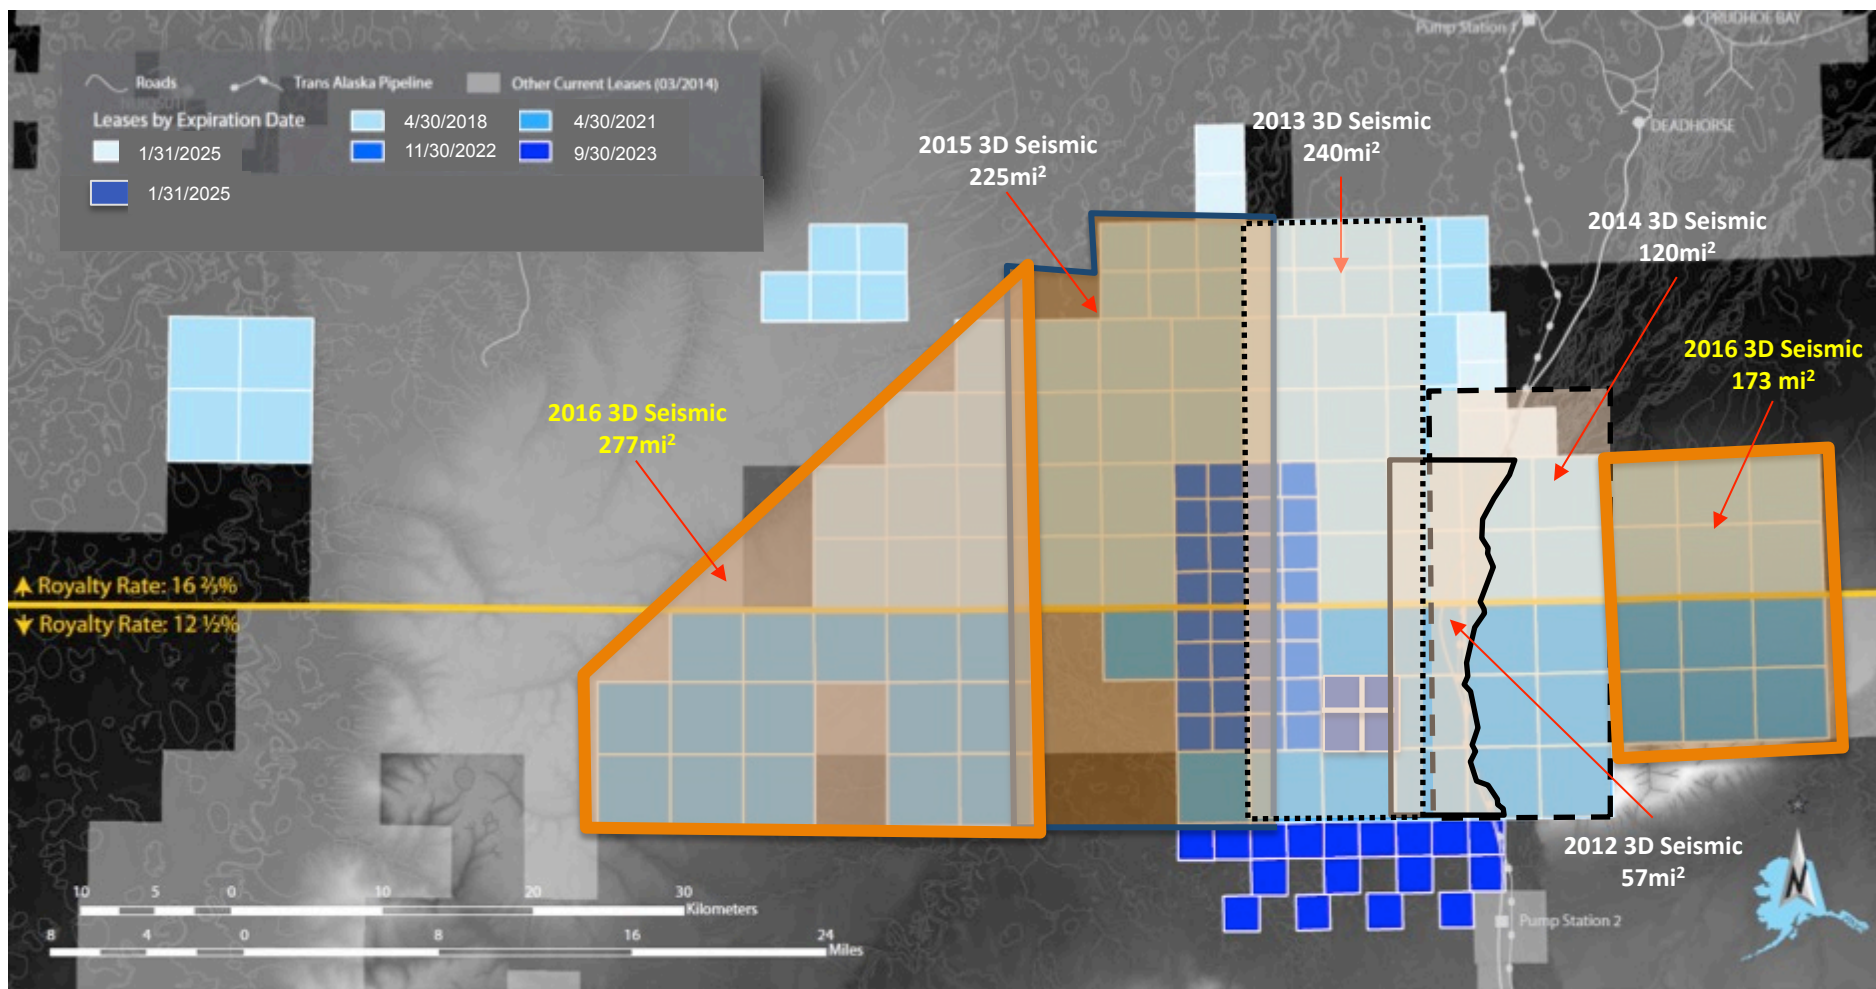 Pump Station 1
PRUDHOE BAY
Roads
Trans Alaska Pipeline
Other Current Leases (03/2014)
Leases by Expiration Date
4/30/2018
4/30/2021
1/31/2025
11/30/2022
9/30/2023
1/31/2025
DEADHORSE
2015 3D Seismic
225mi²
2013 3D Seismic
240mi²
2014 3D Seismic
120mi²
2016 3D Seismic
173 mi²
2016 3D Seismic
277mi²
Royalty Rate: 16 ⅔%
Royalty Rate: 12 ½%
2012 3D Seismic
57mi²
Pump Station 2
N
10 5 0 10 20 30
Kilometers
8 4 0 8 16 24
Miles